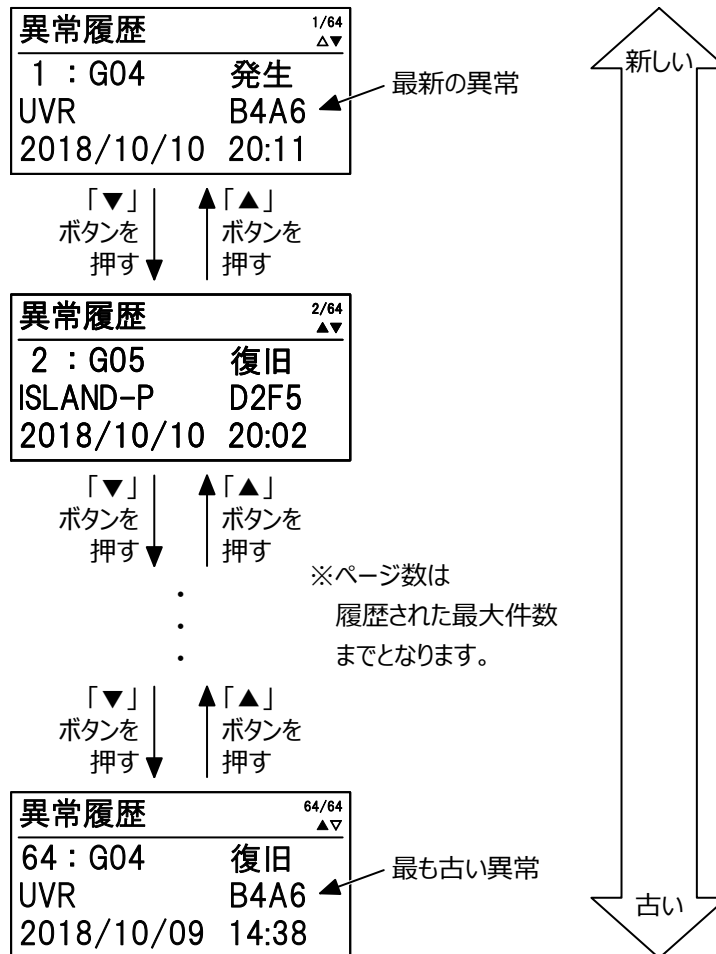 異常履歴 1/64
△▼
1：G04 発生
UVR B4A6
2018/10/10 20:11
最新の異常
新しい
「▼」
ボタンを
押す
「▲」
ボタンを
押す
異常履歴 2/64
▲▼
2：G05 復旧
ISLAND-P D2F5
2018/10/10 20:02
「▼」
ボタンを
押す
「▲」
ボタンを
押す
※ページ数は
履歴された最大件数
までとなります。
・
・
・
「▼」
ボタンを
押す
「▲」
ボタンを
押す
異常履歴 64/64
▲▽
64：G04 復旧
UVR B4A6
2018/10/09 14:38
最も古い異常
古い